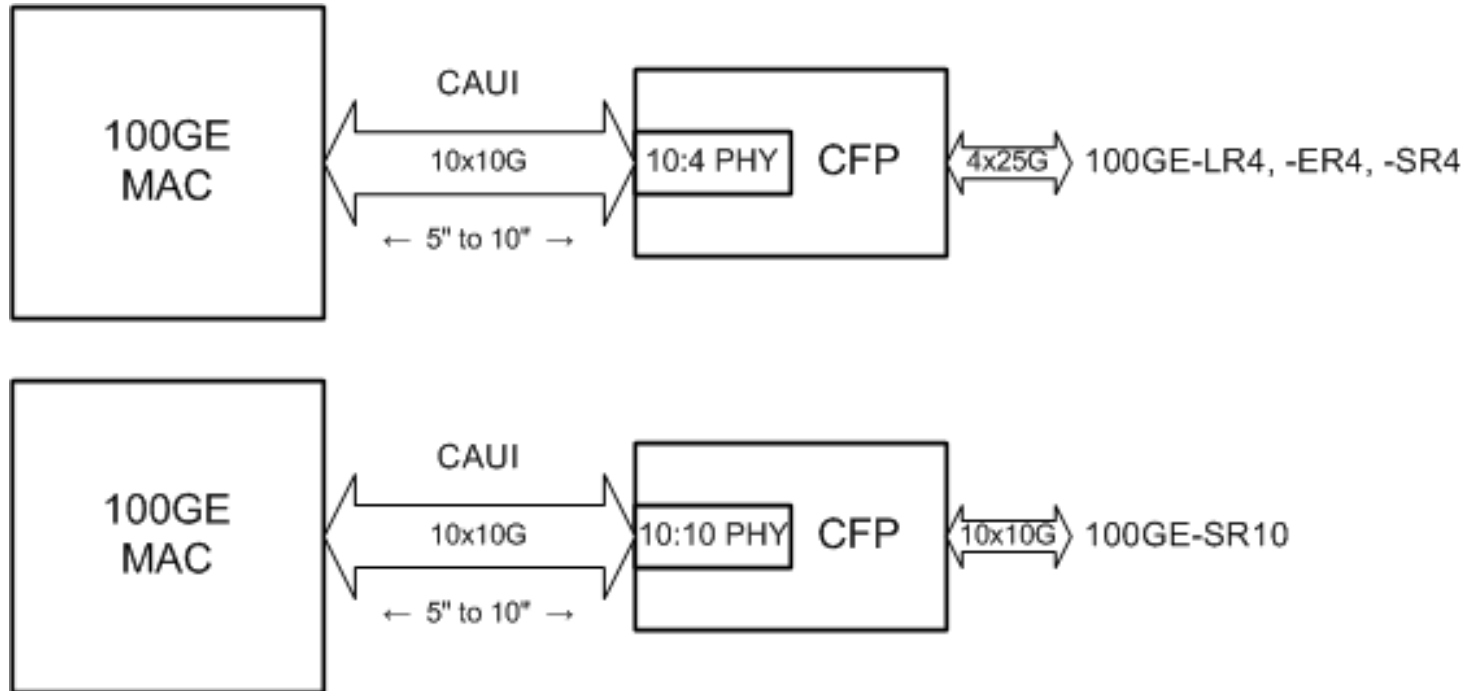 CAUI
100GE
MAC
10x10G
10:4 PHY
CFP
4x25G
100GE-LR4, -ER4, -SR4
← 5" to 10" →
CAUI
100GE
MAC
10x10G
10:10 PHY
CFP
10x10G
100GE-SR10
← 5" to 10" →